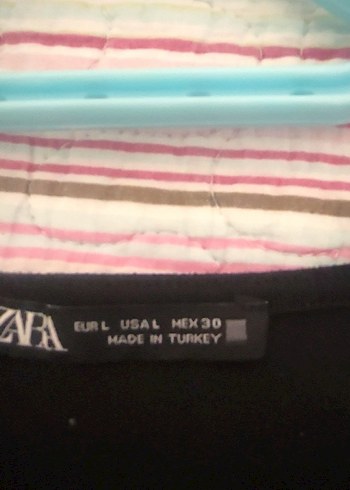 ZARA
EUR L USA L MEX 30
MADE IN TURKEY